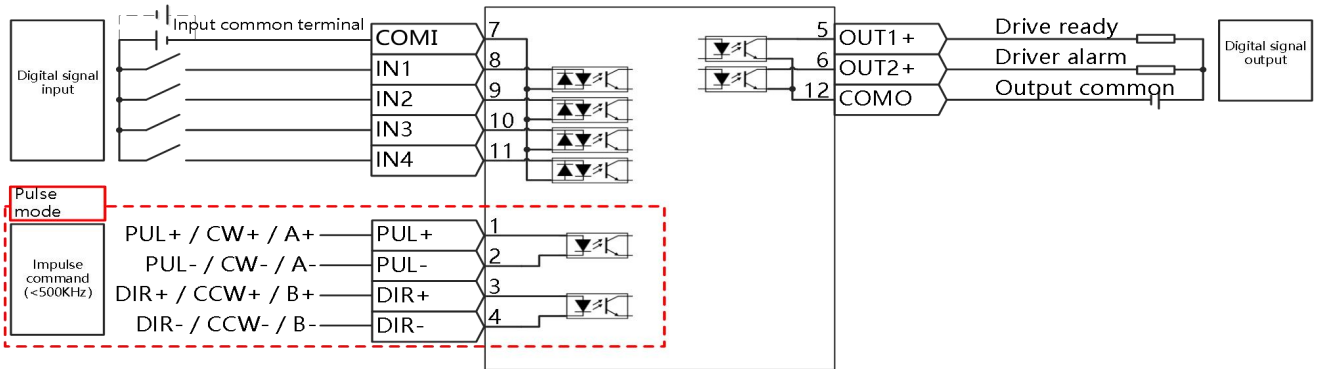 Digital signal
input
Input common terminal
COMI
7
IN1
8
IN2
9
IN3
10
IN4
11
5
OUT1+
Drive ready
6
OUT2+
Driver alarm
12
COMO
Output common
Digital signal
output
Pulse
mode
Impulse
command
(<500KHz)
PUL+ / CW+ / A+
PUL+
1
PUL- / CW- / A-
PUL-
2
DIR+ / CCW+ / B+
DIR+
3
DIR- / CCW- / B-
DIR-
4